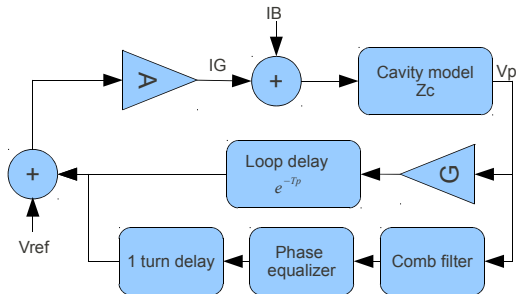 IB
A
IG
+
Cavity model
Zc
Vp
Loop delay
e^{-Tp}
G
+
Vref
1 turn delay
Phase
equalizer
Comb filter